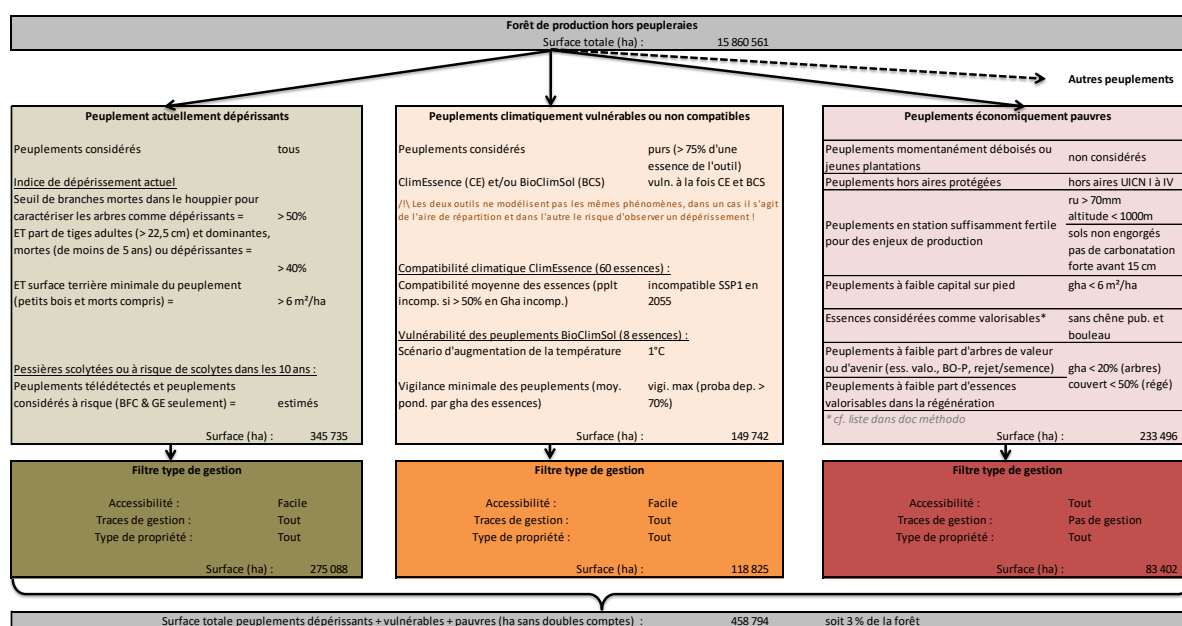 Forêt de production hors peupleraies
Surface totale (ha) : 15 860 561
Autres peuplements
Peuplement actuellement dépérissants
Peuplements considérés tous
Indice de dépérissement actuel
Seuil de branches mortes dans le houppier pour
caractériser les arbres comme dépérissants = > 50%
ET part de tiges adultes (> 22,5 cm) et dominantes,
mortes (de moins de 5 ans) ou dépérissantes =
> 40%
ET surface terrière minimale du peuplement
(petits bois et morts compris) = > 6 m²/ha
Pessières scolytées ou à risque de scolytes dans les 10 ans :
Peuplements télédétectés et peuplements
considérés à risque (BFC & GE seulement) = estimés
Surface (ha) : 345 735
Peuplements climatiquement vulnérables ou non compatibles
Peuplements considérés purs (> 75% d'une
essence de l'outil)
ClimEssence (CE) et/ou BioClimSol (BCS) vuln. à la fois CE et BCS
/!\ Les deux outils ne modélisent pas les mêmes phénomènes, dans un cas il s'agit
de l'aire de répartition et dans l'autre le risque d'observer un dépérissement !
Compatibilité climatique ClimEssence (60 essences) :
Compatibilité moyenne des essences (pplt incompatible SSP1 en
incomp. si > 50% en Gha incomp.) 2055
Vulnérabilité des peuplements BioClimSol (8 essences) :
Scénario d'augmentation de la température 1°C
Vigilance minimale des peuplements (moy. vigi. max (proba dep. >
pond. par gha des essences) 70%)
Surface (ha) : 149 742
Peuplements économiquement pauvres
Peuplements momentanément déboisés ou
jeunes plantations non considérés
Peuplements hors aires protégées hors aires UICN I à IV
Peuplements en station suffisamment fertile
pour des enjeux de production
ru > 70mm
altitude < 1000m
sols non engorgés
pas de carbonatation
forte avant 15 cm
Peuplements à faible capital sur pied gha < 6 m²/ha
Essences considérées comme valorisables* sans chêne pub. et
bouleau
Peuplements à faible part d'arbres de valeur
ou d'avenir (ess. valo., BO-P, rejet/semence) gha < 20% (arbres)
Peuplements à faible part d'essences couvert < 50% (régé)
valorisables dans la régénération
* cf. liste dans doc méthodo
Surface (ha) : 233 496
Filtre type de gestion
Accessibilité : Facile
Traces de gestion : Tout
Type de propriété : Tout
Surface (ha) : 275 088
Filtre type de gestion
Accessibilité : Facile
Traces de gestion : Tout
Type de propriété : Tout
Surface (ha) : 118 825
Filtre type de gestion
Accessibilité : Tout
Traces de gestion : Pas de gestion
Type de propriété : Tout
Surface (ha) : 83 402
Surface totale peuplements dépérissants + vulnérables + pauvres (ha sans doubles comptes) : 458 794 soit 3 % de la forêt